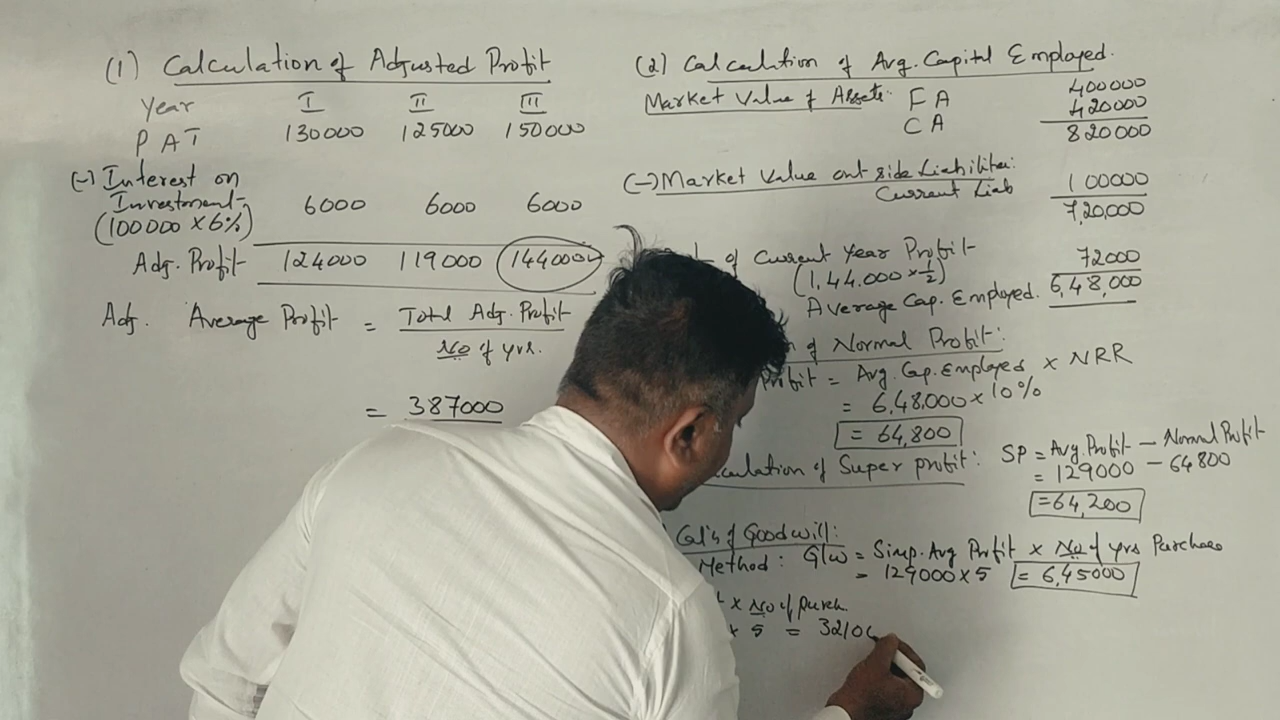 (1) Calculation of Adjusted Profit
Year I II III
PAT 130000 125000 150000
(-) Interest on
Investment
(100000 × 6%) 6000 6000 6000
Adj. Profit 124000 119000 144000
Adj. Average Profit = Total Adj. Profit
No of yrs.
= 387000
(2) Calculation of Avg. Capital Employed.
Market Value of Assets: FA 400000
CA 420000
820000
(-) Market Value out side Liabilities:
Current Liab 100000
7,20,000
of Current Year Profit 72000
(1,44,000 × 1/2)
Average Cap. Employed. 6,48,000
of Normal Profit:
Profit = Avg. Cap. Employed × NRR
= 6,48,000 × 10%
= 64,800
Calculation of Super profit: SP = Avg. Profit - Normal Profit
= 129000 - 64800
= 64,200
of Goodwill:
Method: G/w = Simp. Avg Profit × No of yrs Purchase
= 129000 × 5 = 6,45000
× No of purch.
× 5 = 3210